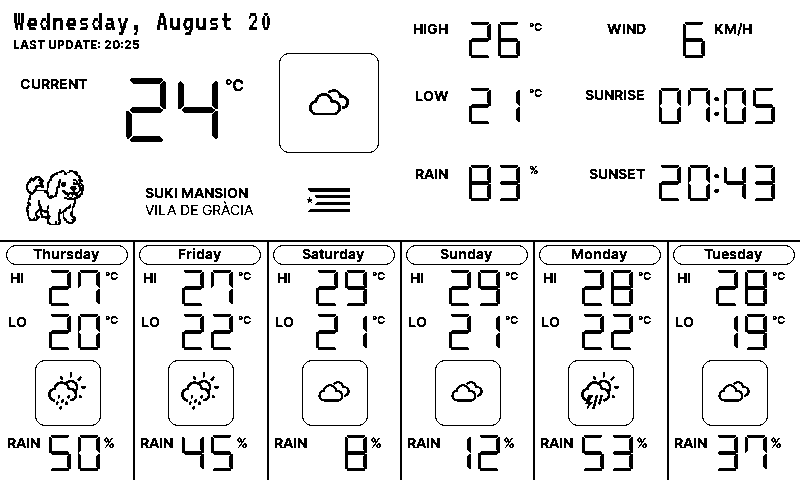 Wednesday, August 20
LAST UPDATE: 20:25
CURRENT 24 °C
HIGH 26 °C
LOW 21 °C
RAIN 83 %
WIND 6 KM/H
SUNRISE 07:05
SUNSET 20:43
SUKI MANSION
VILA DE GRÀCIA
Thursday
HI 27 °C
LO 20 °C
RAIN 50 %
Friday
HI 27 °C
LO 22 °C
RAIN 45 %
Saturday
HI 29 °C
LO 21 °C
RAIN 8 %
Sunday
HI 29 °C
LO 21 °C
RAIN 12 %
Monday
HI 28 °C
LO 22 °C
RAIN 53 %
Tuesday
HI 28 °C
LO 19 °C
RAIN 37 %